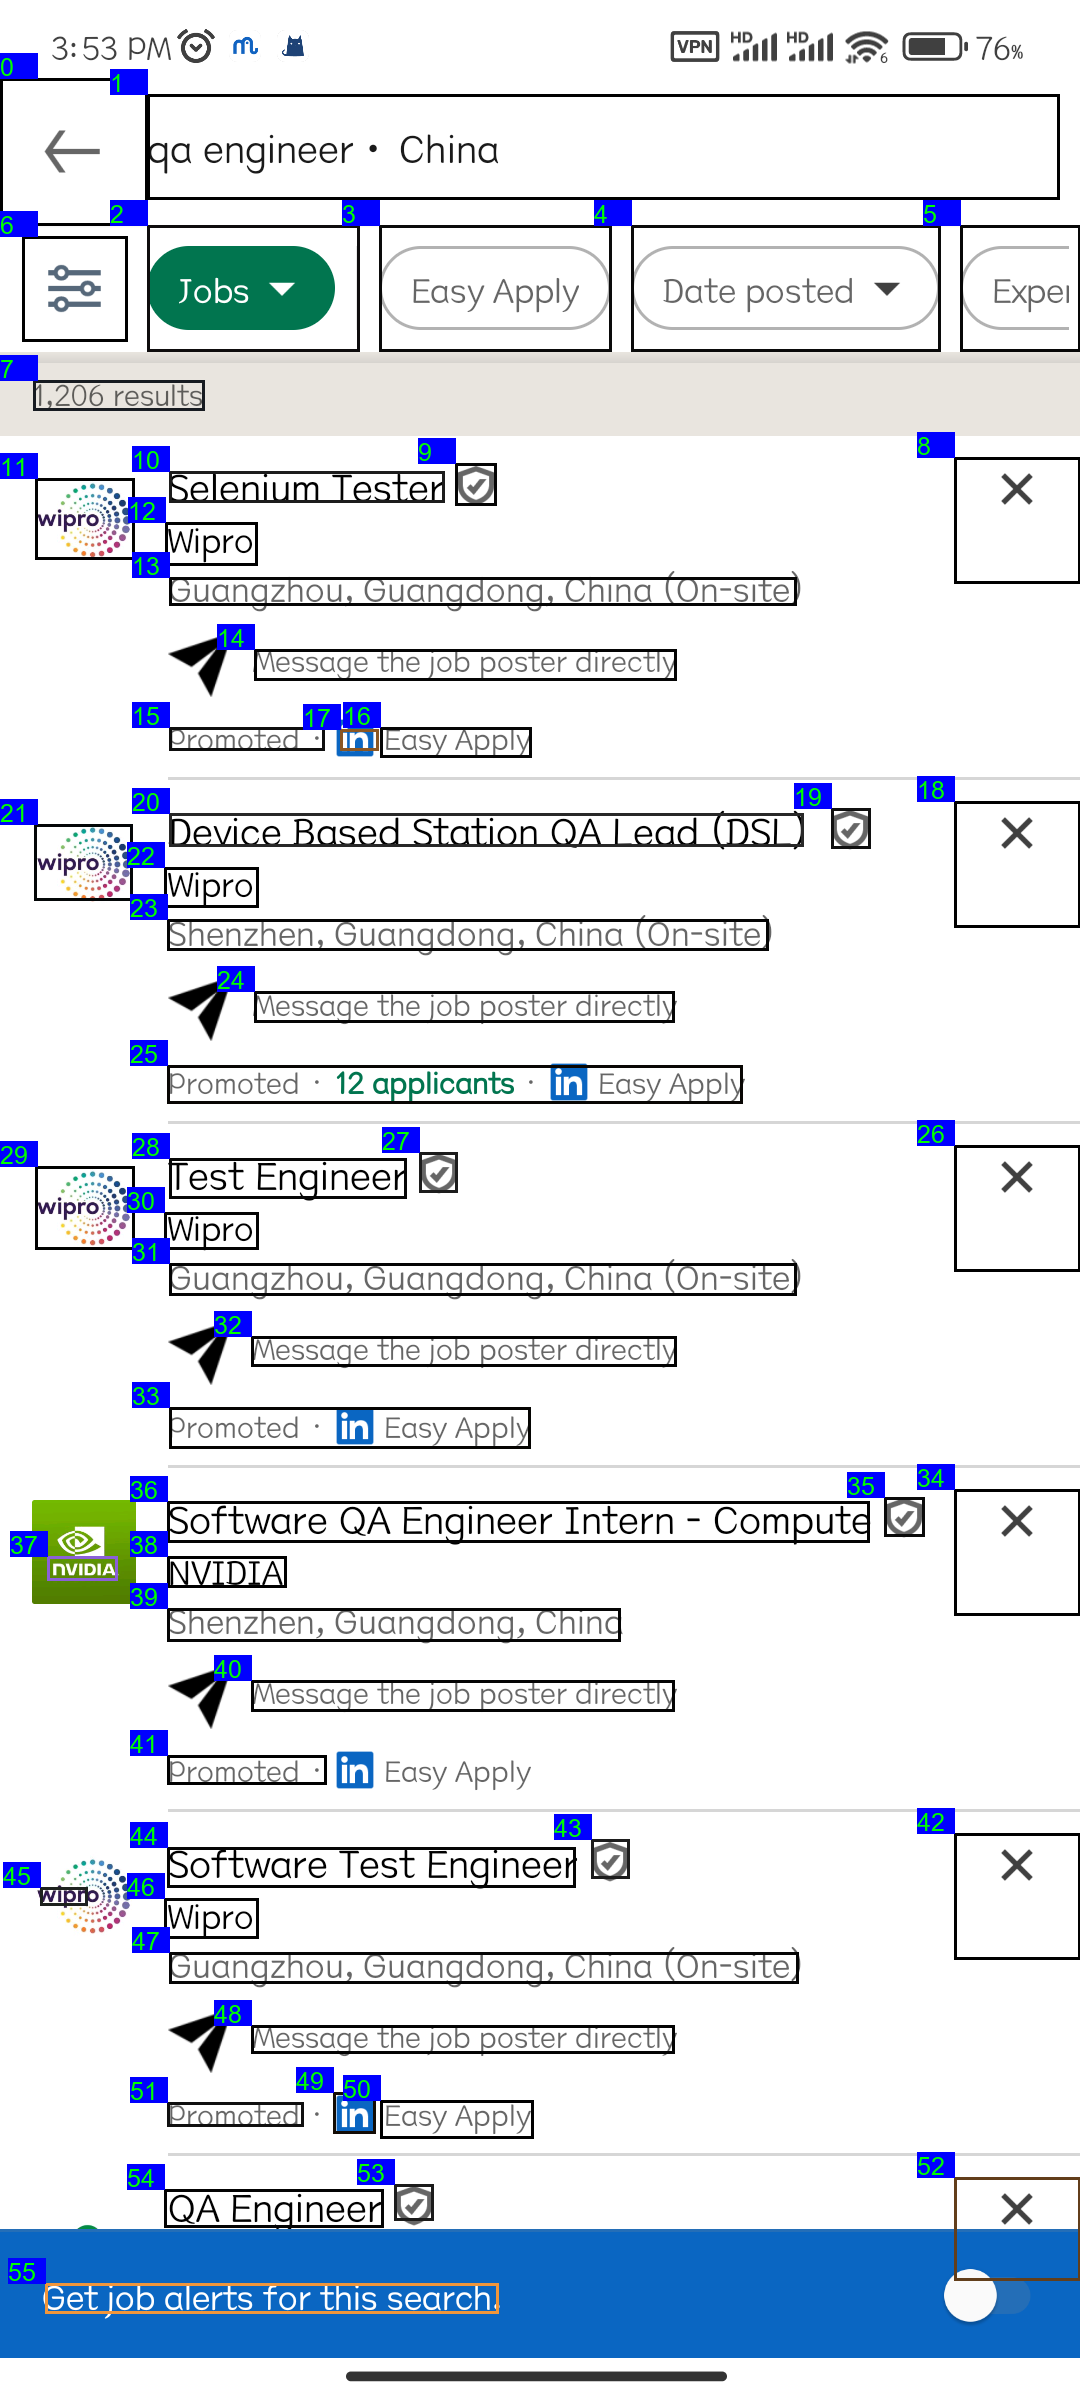 3:53 PM VPN HD HD 6 76%
0
1
qa engineer • China
6 2 3 4 5
Jobs Easy Apply Date posted Exper
7
1,206 results
11 10 9 8
Selenium Tester
wipro
12
Wipro
13
Guangzhou, Guangdong, China (On-site)
14
Message the job poster directly
15 17 16
Promoted · in Easy Apply
21 20 19 18
Device Based Station QA Lead (DSL)
wipro
22
Wipro
23
Shenzhen, Guangdong, China (On-site)
24
Message the job poster directly
25
Promoted · 12 applicants · in Easy Apply
29 28 27 26
Test Engineer
wipro
30
Wipro
31
Guangzhou, Guangdong, China (On-site)
32
Message the job poster directly
33
Promoted · in Easy Apply
36 35 34
Software QA Engineer Intern - Compute
37 38
NVIDIA
NVIDIA
39
Shenzhen, Guangdong, China
40
Message the job poster directly
41
Promoted · in Easy Apply
44 43 42
Software Test Engineer
45 46
wipro
Wipro
47
Guangzhou, Guangdong, China (On-site)
48
Message the job poster directly
51 49 50
Promoted · in Easy Apply
54 53 52
QA Engineer
55
Get job alerts for this search.